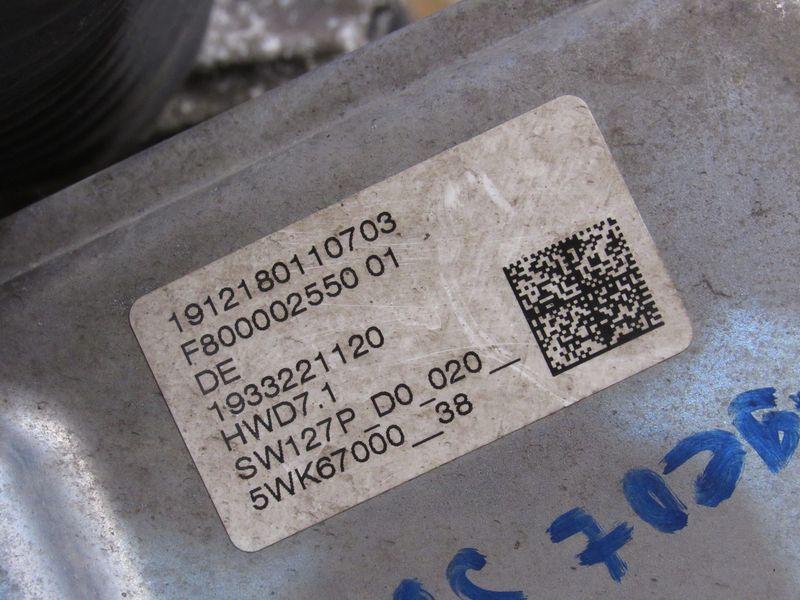 1912180110703
F800002550 01
DE
1933221120
HWD7.1
SW127P_D0_020__
5WK67000__38